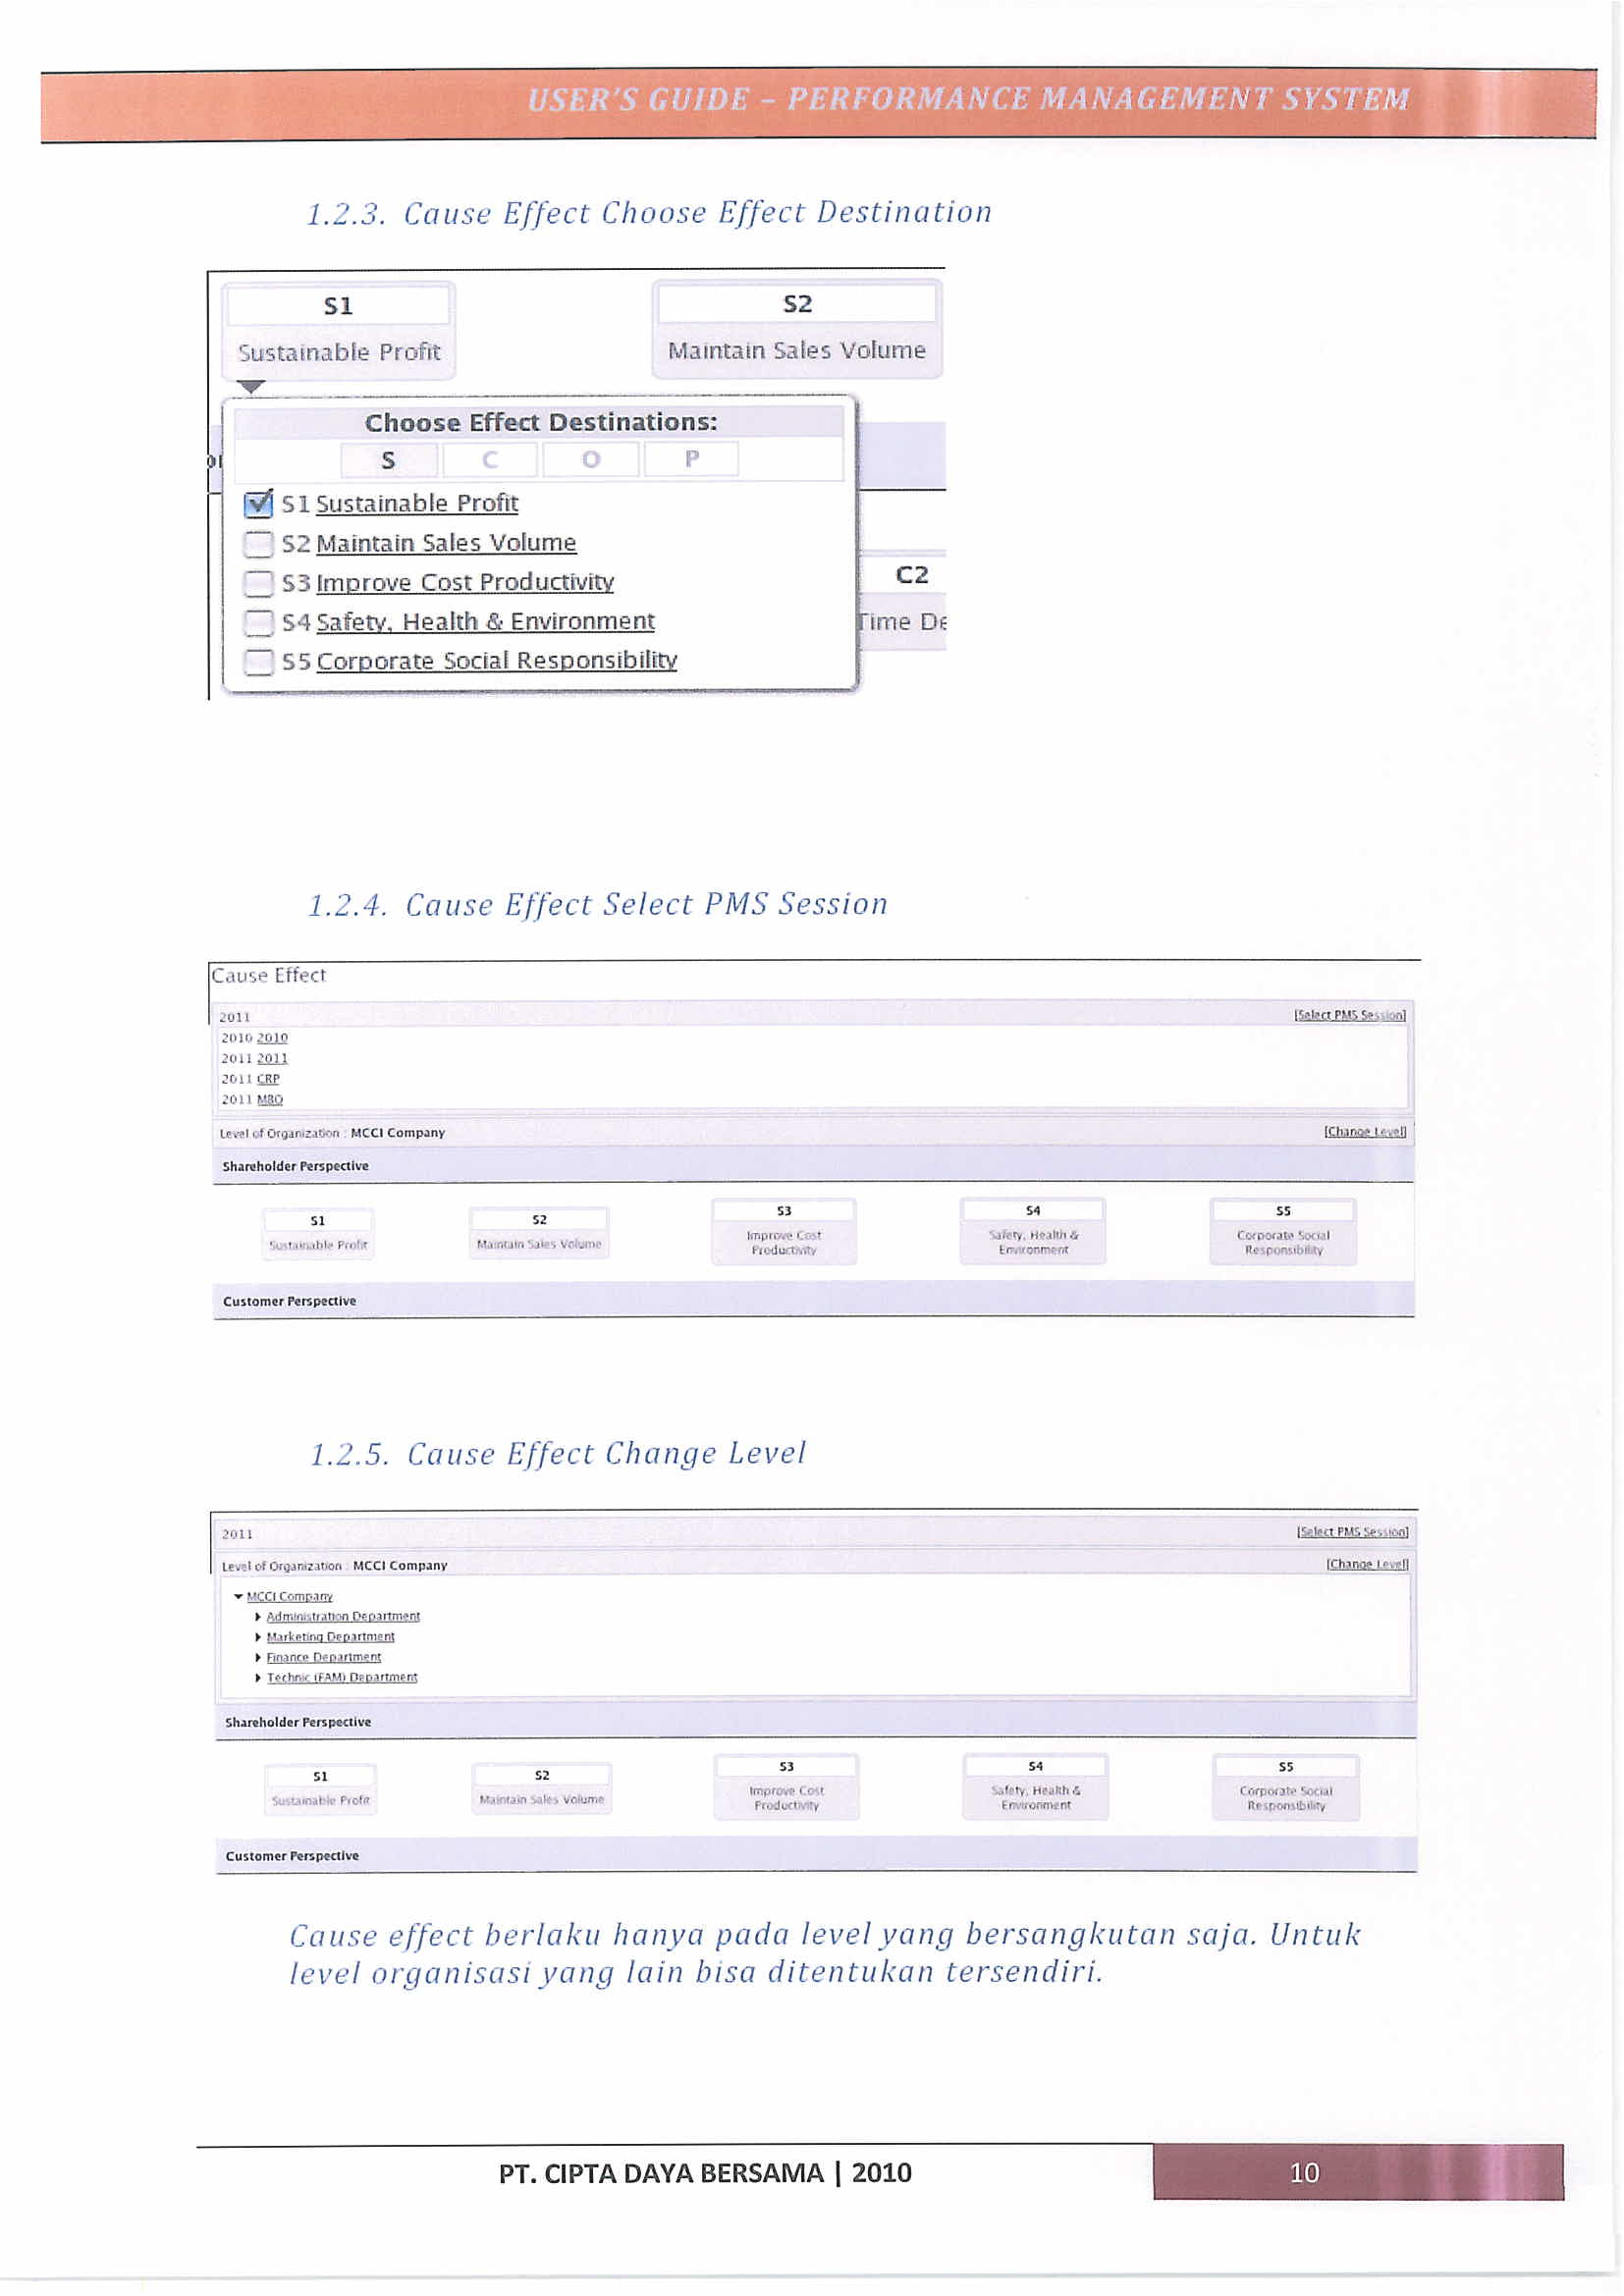 USER'S GUIDE – PERFORMANCE MANAGEMENT SYSTEM
1.2.3. Cause Effect Choose Effect Destination
S1
S2
Sustainable Profit
Maintain Sales Volume
Choose Effect Destinations:
S C O P
S1 Sustainable Profit
S2 Maintain Sales Volume
S3 Improve Cost Productivity
C2
S4 Safety, Health & Environment
Time De
S5 Corporate Social Responsibility
1.2.4. Cause Effect Select PMS Session
Cause Effect
2011 [Select PMS Session]
2010 2010
2011 2011
2011 CRP
2011 MBO
Level of Organization : MCCI Company [Change Level]
Shareholder Perspective
S1
Sustainable Profit
S2
Maintain Sales Volume
S3
Improve Cost
Productivity
S4
Safety, Health &
Environment
S5
Corporate Social
Responsibility
Customer Perspective
1.2.5. Cause Effect Change Level
2011 [Select PMS Session]
Level of Organization : MCCI Company [Change Level]
MCCI Company
Administration Department
Marketing Department
Finance Department
Technic (FAM) Department
Shareholder Perspective
S1
Sustainable Profit
S2
Maintain Sales Volume
S3
Improve Cost
Productivity
S4
Safety, Health &
Environment
S5
Corporate Social
Responsibility
Customer Perspective
Cause effect berlaku hanya pada level yang bersangkutan saja. Untuk
level organisasi yang lain bisa ditentukan tersendiri.
PT. CIPTA DAYA BERSAMA | 2010
10